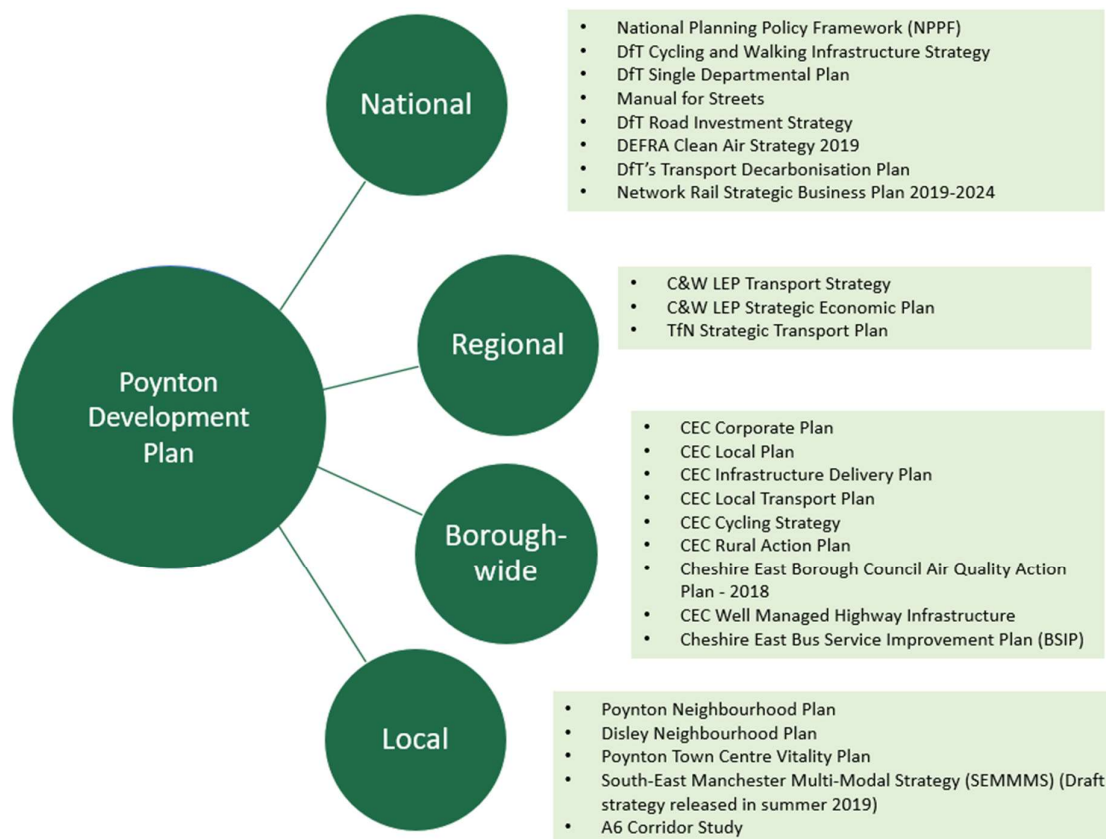 Poynton
Development
Plan
National
• National Planning Policy Framework (NPPF)
• DfT Cycling and Walking Infrastructure Strategy
• DfT Single Departmental Plan
• Manual for Streets
• DfT Road Investment Strategy
• DEFRA Clean Air Strategy 2019
• DfT's Transport Decarbonisation Plan
• Network Rail Strategic Business Plan 2019-2024
Regional
• C&W LEP Transport Strategy
• C&W LEP Strategic Economic Plan
• TfN Strategic Transport Plan
Borough-
wide
• CEC Corporate Plan
• CEC Local Plan
• CEC Infrastructure Delivery Plan
• CEC Local Transport Plan
• CEC Cycling Strategy
• CEC Rural Action Plan
• Cheshire East Borough Council Air Quality Action
Plan - 2018
• CEC Well Managed Highway Infrastructure
• Cheshire East Bus Service Improvement Plan (BSIP)
Local
• Poynton Neighbourhood Plan
• Disley Neighbourhood Plan
• Poynton Town Centre Vitality Plan
• South-East Manchester Multi-Modal Strategy (SEMMMS) (Draft
strategy released in summer 2019)
• A6 Corridor Study